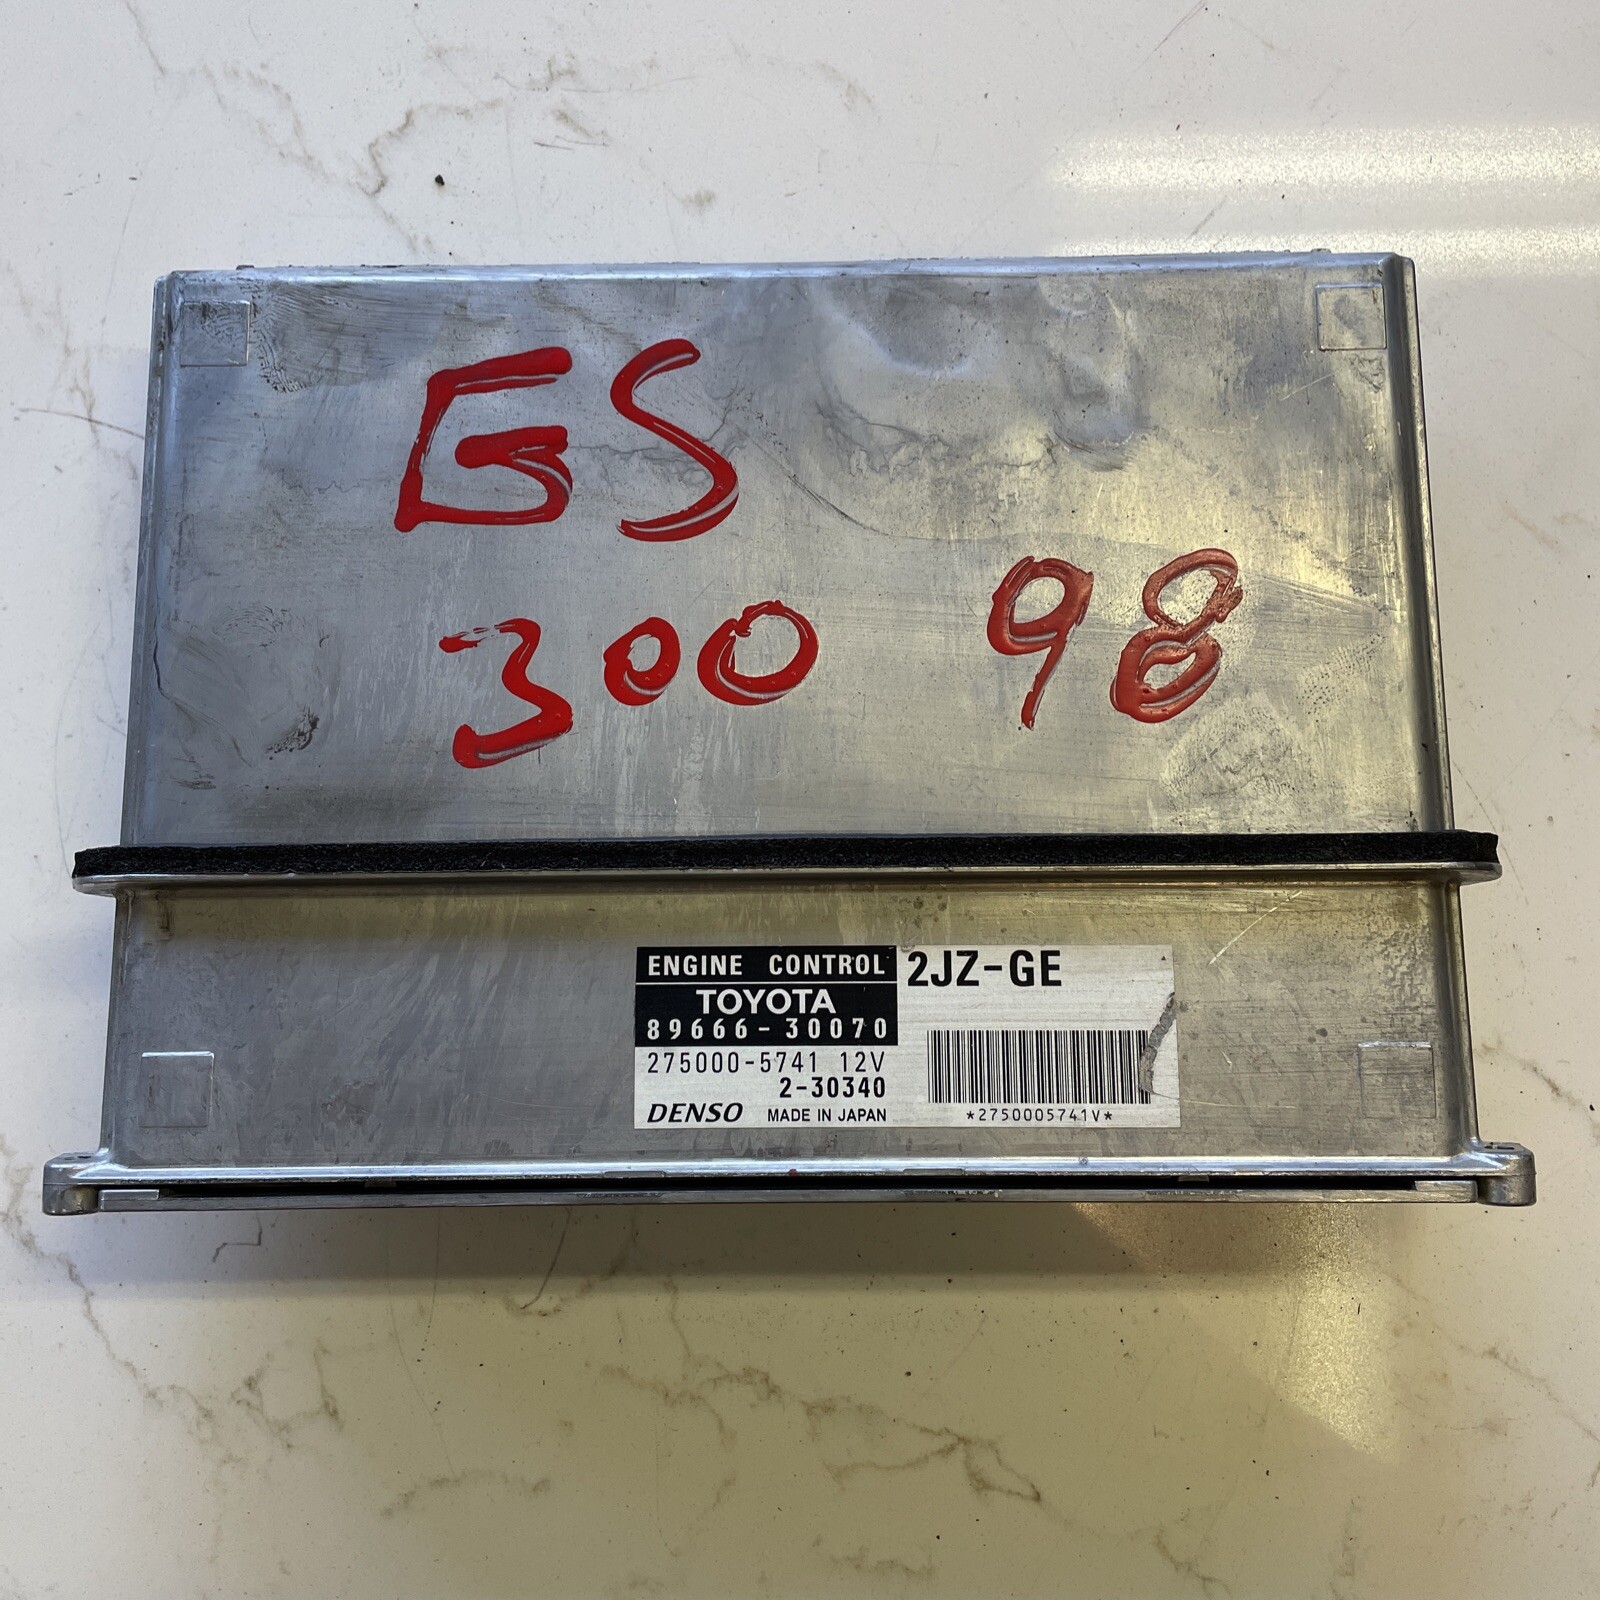 GS
300 98
ENGINE CONTROL 2JZ-GE
TOYOTA
89666-30070
275000-5741 12V
2-30340
DENSO MADE IN JAPAN
*2750005741V*